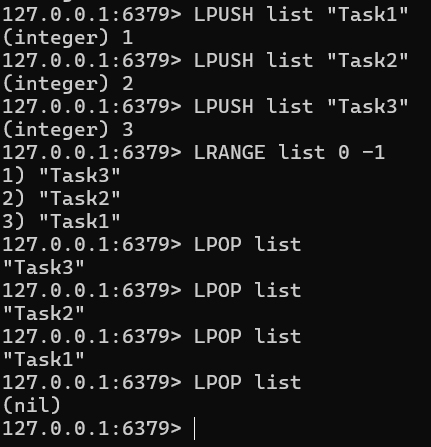 127.0.0.1:6379> LPUSH list "Task1"
(integer) 1
127.0.0.1:6379> LPUSH list "Task2"
(integer) 2
127.0.0.1:6379> LPUSH list "Task3"
(integer) 3
127.0.0.1:6379> LRANGE list 0 -1
1) "Task3"
2) "Task2"
3) "Task1"
127.0.0.1:6379> LPOP list
"Task3"
127.0.0.1:6379> LPOP list
"Task2"
127.0.0.1:6379> LPOP list
"Task1"
127.0.0.1:6379> LPOP list
(nil)
127.0.0.1:6379>